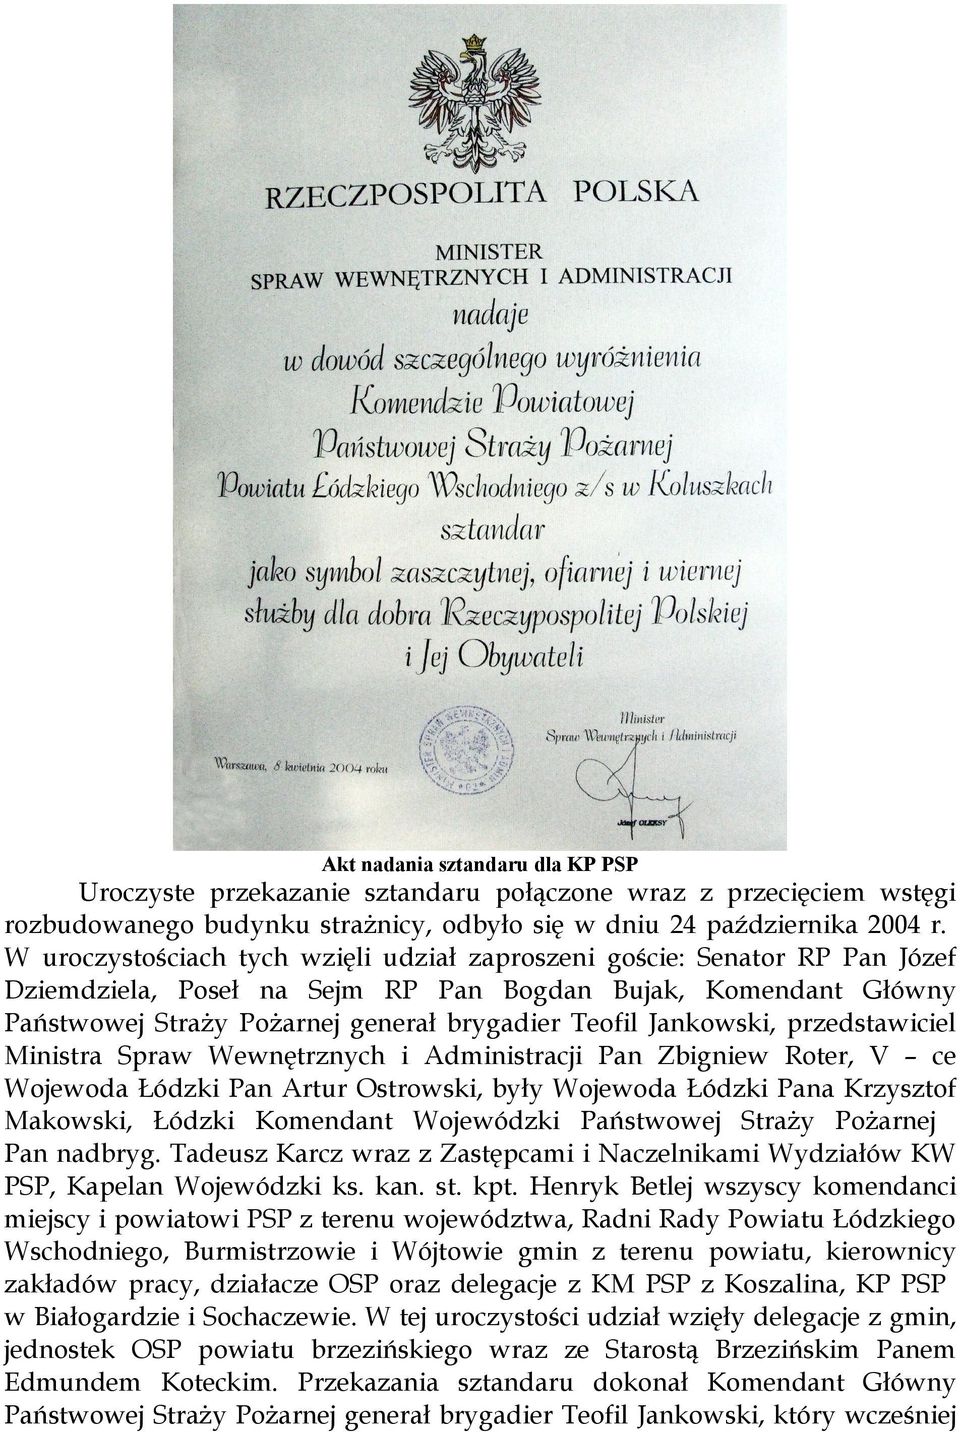 RZECZPOSPOLITA POLSKA
MINISTER
SPRAW WEWNĘTRZNYCH I ADMINISTRACJI
nadaje
w dowód szczególnego wyróżnienia
Komendzie Powiatowej
Państwowej Straży Pożarnej
Powiatu Łódzkiego Wschodniego z/s w Koluszkach
sztandar
jako symbol zaszczytnej, ofiarnej i wiernej
służby dla dobra Rzeczypospolitej Polskiej
i Jej Obywateli
Minister
Spraw Wewnętrznych i Administracji
MINISTER SPRAW WEWNĘTRZNYCH I ADMIN
Warszawa, 8 kwietnia 2004 roku
*62*
Józef OLEKSY
Akt nadania sztandaru dla KP PSP
Uroczyste przekazanie sztandaru połączone wraz z przecięciem wstęgi
rozbudowanego budynku strażnicy, odbyło się w dniu 24 października 2004 r.
W uroczystościach tych wzięli udział zaproszeni goście: Senator RP Pan Józef
Dziemdziela, Poseł na Sejm RP Pan Bogdan Bujak, Komendant Główny
Państwowej Straży Pożarnej generał brygadier Teofil Jankowski, przedstawiciel
Ministra Spraw Wewnętrznych i Administracji Pan Zbigniew Roter, V – ce
Wojewoda Łódzki Pan Artur Ostrowski, były Wojewoda Łódzki Pana Krzysztof
Makowski, Łódzki Komendant Wojewódzki Państwowej Straży Pożarnej
Pan nadbryg. Tadeusz Karcz wraz z Zastępcami i Naczelnikami Wydziałów KW
PSP, Kapelan Wojewódzki ks. kan. st. kpt. Henryk Betlej wszyscy komendanci
miejscy i powiatowi PSP z terenu województwa, Radni Rady Powiatu Łódzkiego
Wschodniego, Burmistrzowie i Wójtowie gmin z terenu powiatu, kierownicy
zakładów pracy, działacze OSP oraz delegacje z KM PSP z Koszalina, KP PSP
w Białogardzie i Sochaczewie. W tej uroczystości udział wzięły delegacje z gmin,
jednostek OSP powiatu brzezińskiego wraz ze Starostą Brzezińskim Panem
Edmundem Koteckim. Przekazania sztandaru dokonał Komendant Główny
Państwowej Straży Pożarnej generał brygadier Teofil Jankowski, który wcześniej